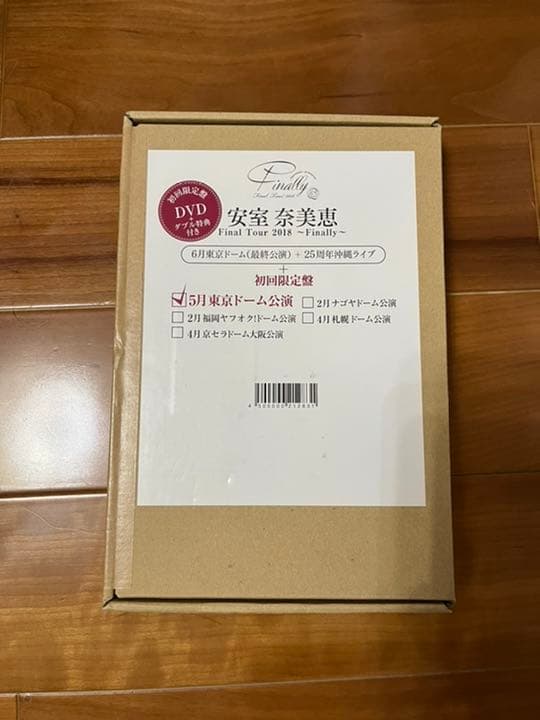 Finally
Final Tour 2018
初回限定盤
DVD
+
ダブル特典
付き
安室 奈美恵
Final Tour 2018 ～Finally～
6月東京ドーム(最終公演) + 25周年沖縄ライブ
+
初回限定盤
5月東京ドーム公演 2月ナゴヤドーム公演
2月福岡ヤフオク!ドーム公演 4月札幌ドーム公演
4月京セラドーム大阪公演